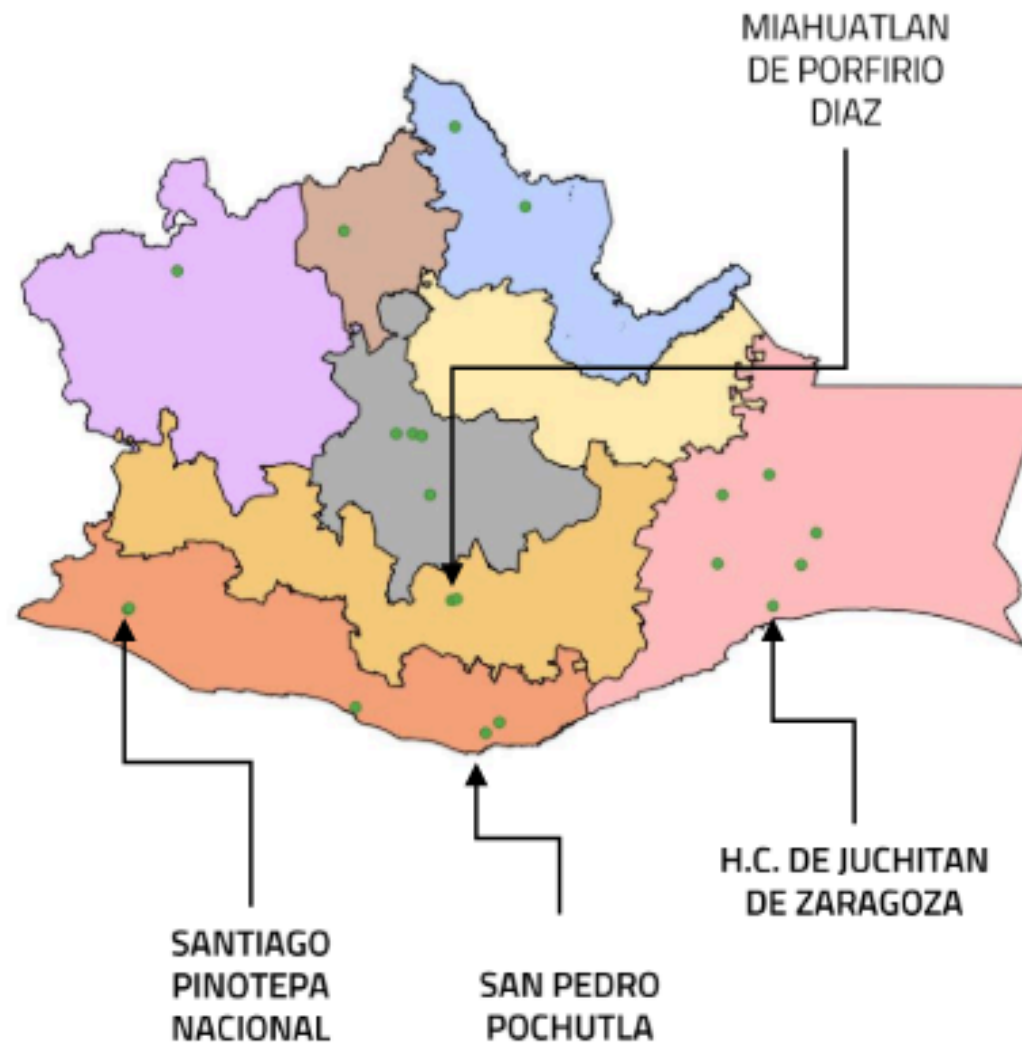 MIAHUATLAN
DE PORFIRIO
DIAZ
H.C. DE JUCHITAN
DE ZARAGOZA
SANTIAGO
PINOTEPA
NACIONAL
SAN PEDRO
POCHUTLA